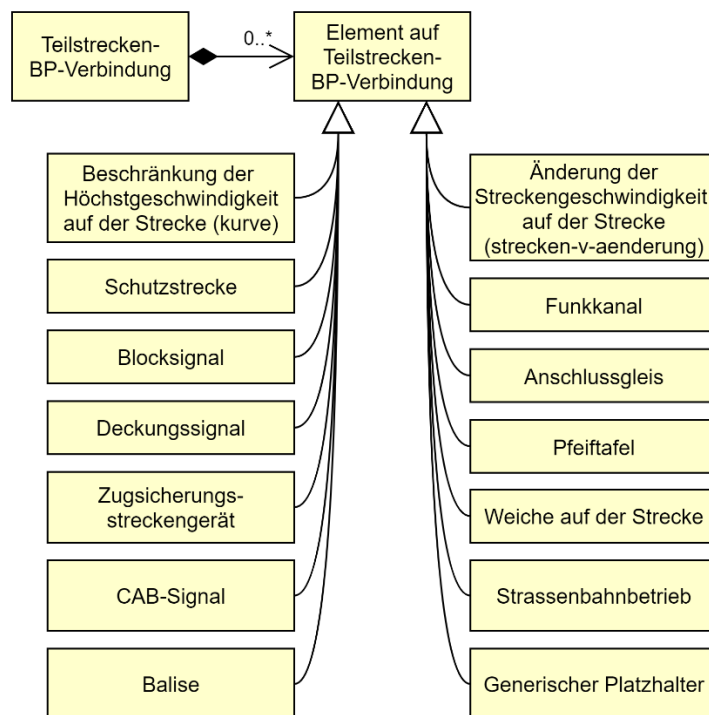 Teilstrecken-
BP-Verbindung
0..*
Element auf
Teilstrecken-
BP-Verbindung
Beschränkung der
Höchstgeschwindigkeit
auf der Strecke (kurve)
Schutzstrecke
Blocksignal
Deckungssignal
Zugsicherungs-
streckengerät
CAB-Signal
Balise
Änderung der
Streckengeschwindigkeit
auf der Strecke
(strecken-v-aenderung)
Funkkanal
Anschlussgleis
Pfeiftafel
Weiche auf der Strecke
Strassenbahnbetrieb
Generischer Platzhalter